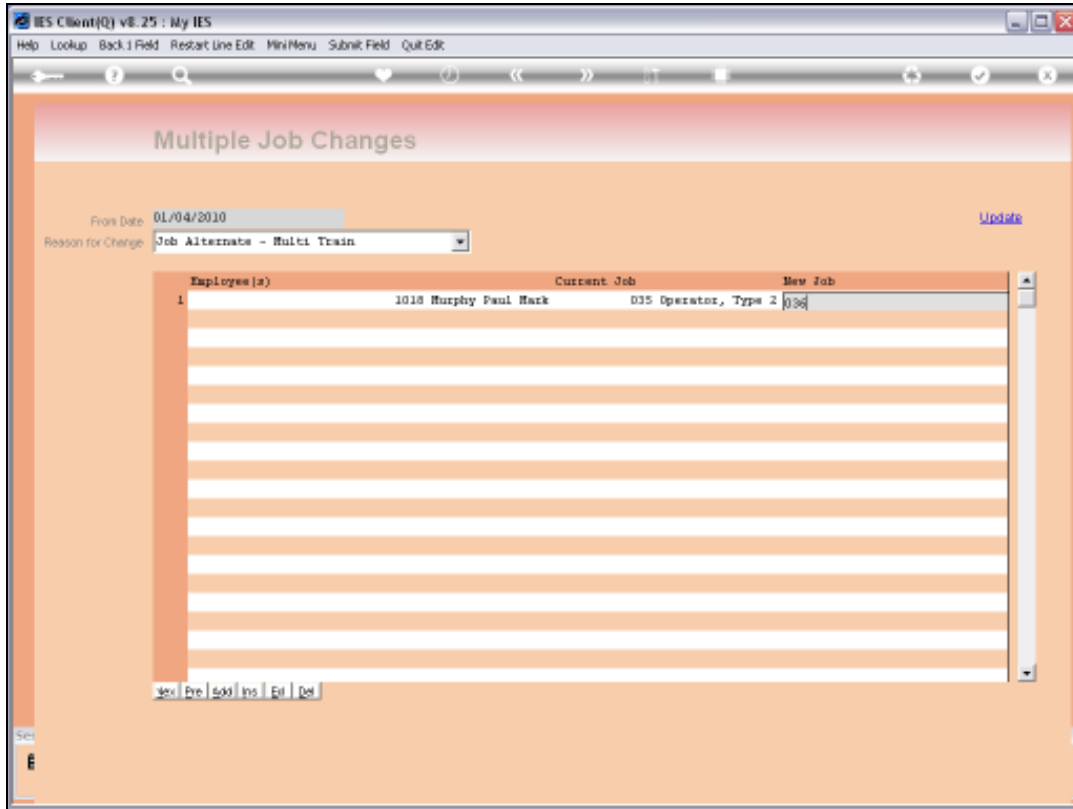 IES Client(Q) v8.25 : My IES
Help Lookup Back 1 Field Restart Line Edit MiniMenu Submit Field Quit Edit
Multiple Job Changes
From Date 01/04/2010 Update
Reason for Change Job Alternate - Multi Train
Employee(s) Current Job New Job
1 1018 Murphy Paul Mark 035 Operator, Type 2 036
Nex Pre Add Ins Del